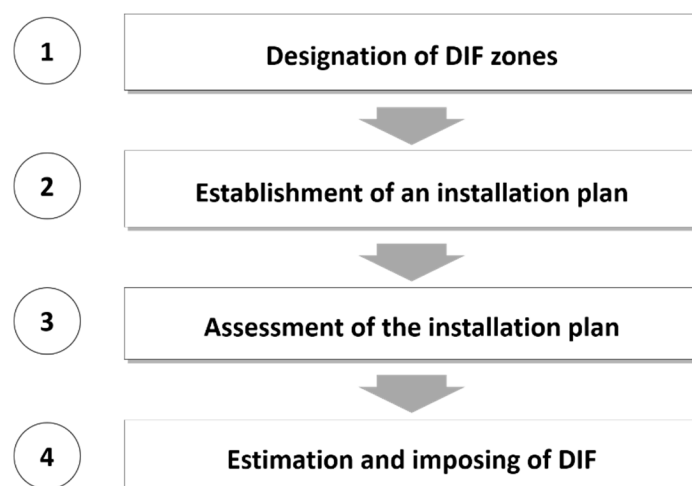 1
Designation of DIF zones
2
Establishment of an installation plan
3
Assessment of the installation plan
4
Estimation and imposing of DIF